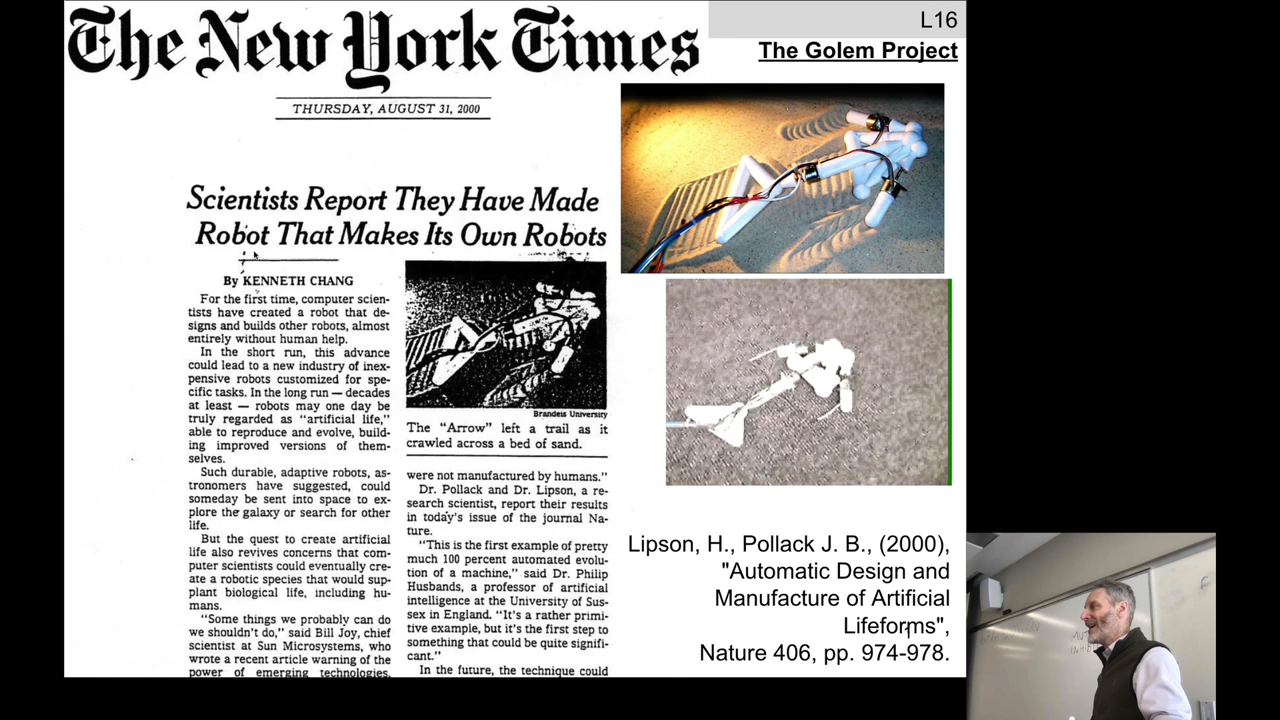 The New York Times
THURSDAY, AUGUST 31, 2000
Scientists Report They Have Made
Robot That Makes Its Own Robots
By KENNETH CHANG
For the first time, computer scien-
tists have created a robot that de-
signs and builds other robots, almost
entirely without human help.
In the short run, this advance
could lead to a new industry of inex-
pensive robots customized for spe-
cific tasks. In the long run — decades
at least — robots may one day be
truly regarded as "artificial life,"
able to reproduce and evolve, build-
ing improved versions of them-
selves.
Such durable, adaptive robots, as-
tronomers have suggested, could
someday be sent into space to ex-
plore the galaxy or search for other
life.
But the quest to create artificial
life also revives concerns that com-
puter scientists could eventually cre-
ate a robotic species that would sup-
plant biological life, including hu-
mans.
"Some things we probably can do
we shouldn't do," said Bill Joy, chief
scientist at Sun Microsystems, who
wrote a recent article warning of the
power of emerging technologies.
Brandeis University
The "Arrow" left a trail as it
crawled across a bed of sand.
were not manufactured by humans."
Dr. Pollack and Dr. Lipson, a re-
search scientist, report their results
in today's issue of the journal Na-
ture.
"This is the first example of pretty
much 100 percent automated evolu-
tion of a machine," said Dr. Philip
Husbands, a professor of artificial
intelligence at the University of Sus-
sex in England. "It's a rather primi-
tive example, but it's the first step to
something that could be quite signifi-
cant."
In the future, the technique could
L16
The Golem Project
Lipson, H., Pollack J. B., (2000),
"Automatic Design and
Manufacture of Artificial
Lifeforms",
Nature 406, pp. 974-978.